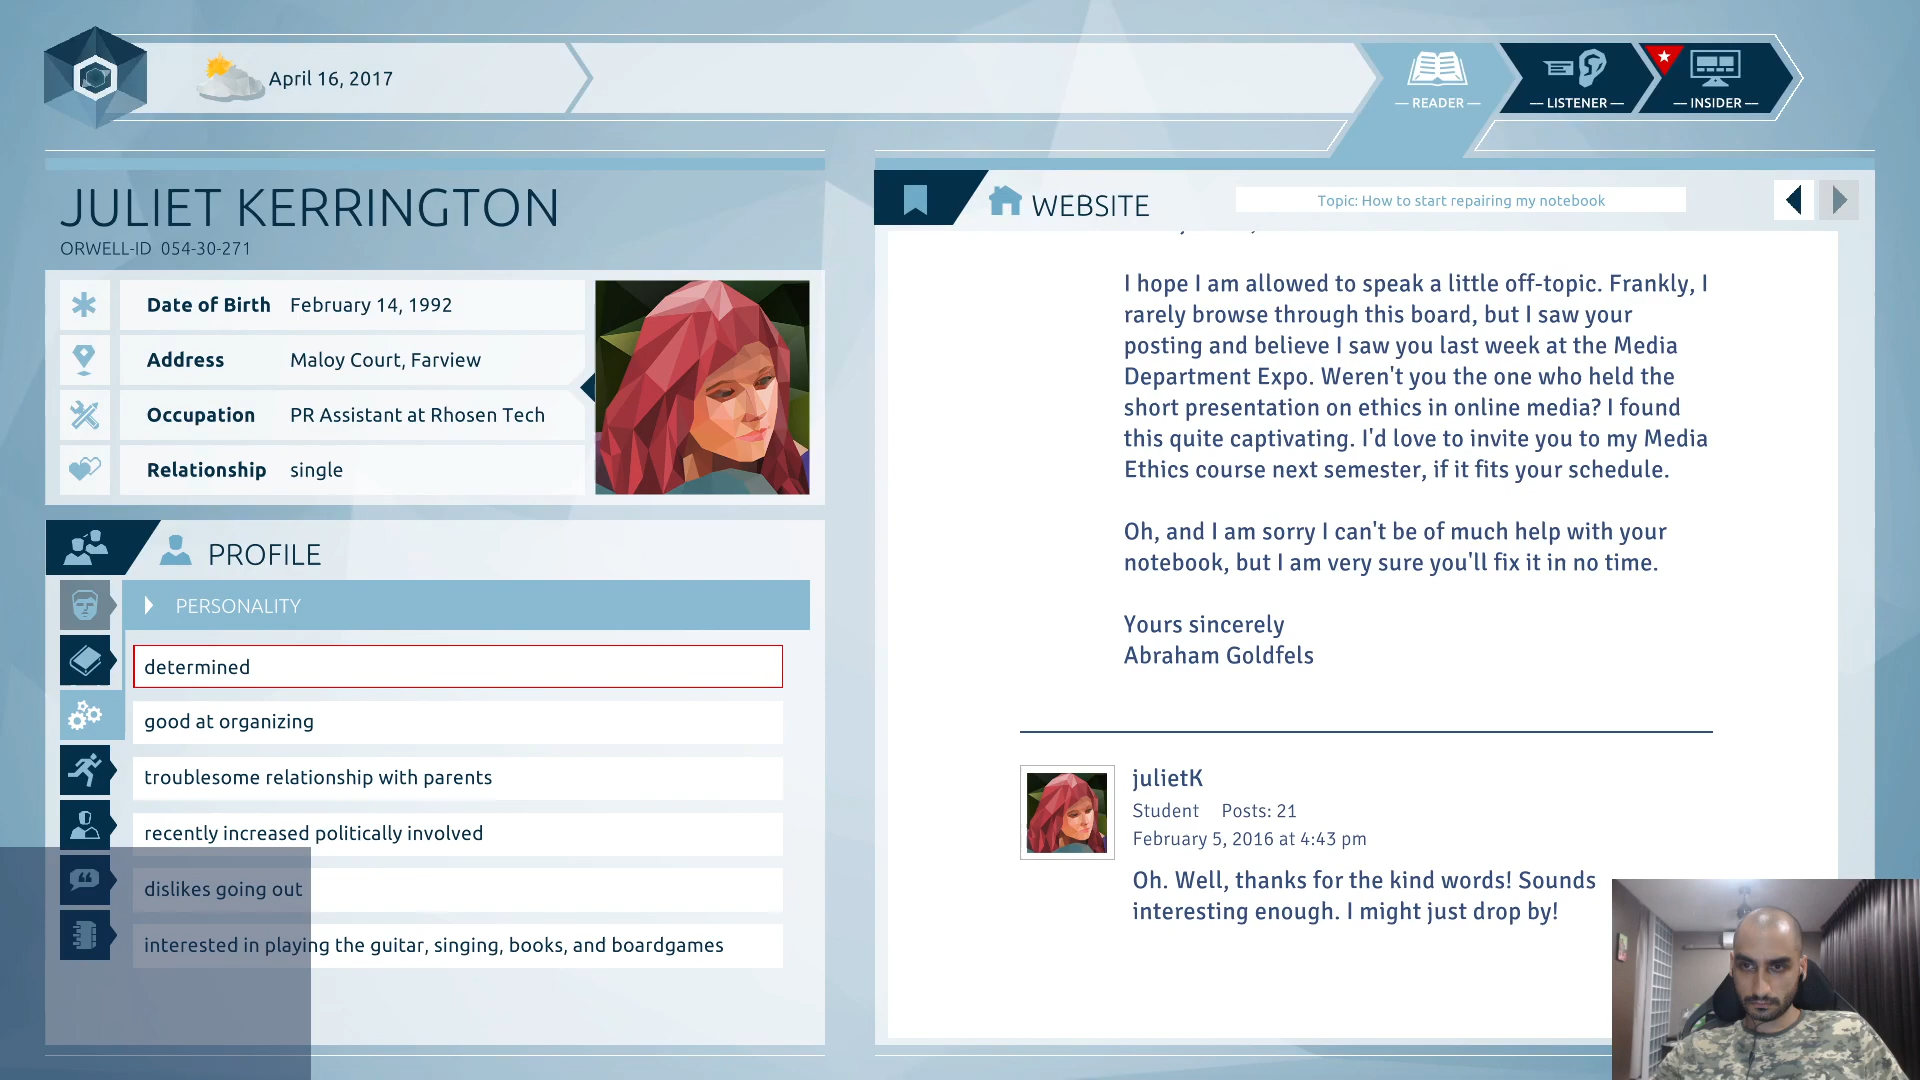 April 16, 2017
READER
LISTENER
INSIDER
JULIET KERRINGTON
ORWELL-ID 054-30-271
Date of Birth February 14, 1992
Address Maloy Court, Farview
Occupation PR Assistant at Rhosen Tech
Relationship single
PROFILE
PERSONALITY
determined
good at organizing
troublesome relationship with parents
recently increased politically involved
dislikes going out
interested in playing the guitar, singing, books, and boardgames
WEBSITE
Topic: How to start repairing my notebook
I hope I am allowed to speak a little off-topic. Frankly, I
rarely browse through this board, but I saw your
posting and believe I saw you last week at the Media
Department Expo. Weren't you the one who held the
short presentation on ethics in online media? I found
this quite captivating. I'd love to invite you to my Media
Ethics course next semester, if it fits your schedule.
Oh, and I am sorry I can't be of much help with your
notebook, but I am very sure you'll fix it in no time.
Yours sincerely
Abraham Goldfels
julietK
Student Posts: 21
February 5, 2016 at 4:43 pm
Oh. Well, thanks for the kind words! Sounds
interesting enough. I might just drop by!